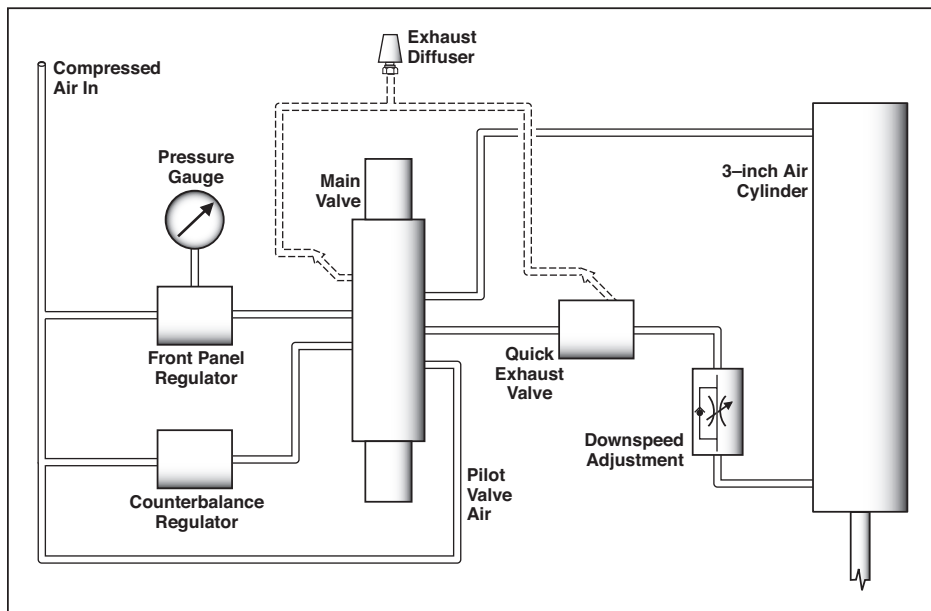 Exhaust
Diffuser
Compressed
Air In
Pressure
Gauge
Main
Valve
3–inch Air
Cylinder
Front Panel
Regulator
Quick
Exhaust
Valve
Downspeed
Adjustment
Counterbalance
Regulator
Pilot
Valve
Air